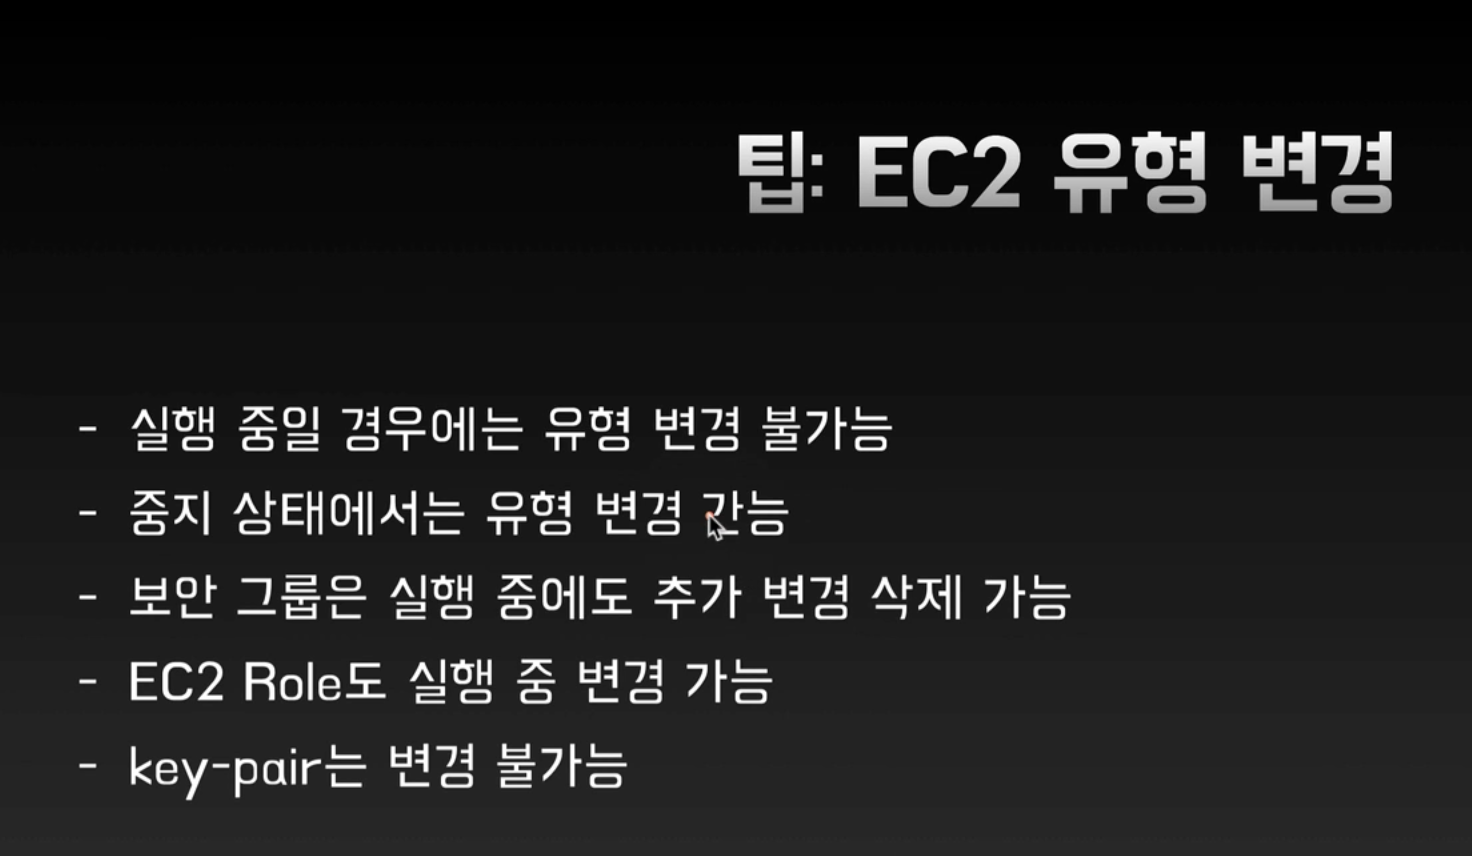 팁: EC2 유형 변경
- 실행 중일 경우에는 유형 변경 불가능
- 중지 상태에서는 유형 변경 가능
- 보안 그룹은 실행 중에도 추가 변경 삭제 가능
- EC2 Role도 실행 중 변경 가능
- key-pair는 변경 불가능